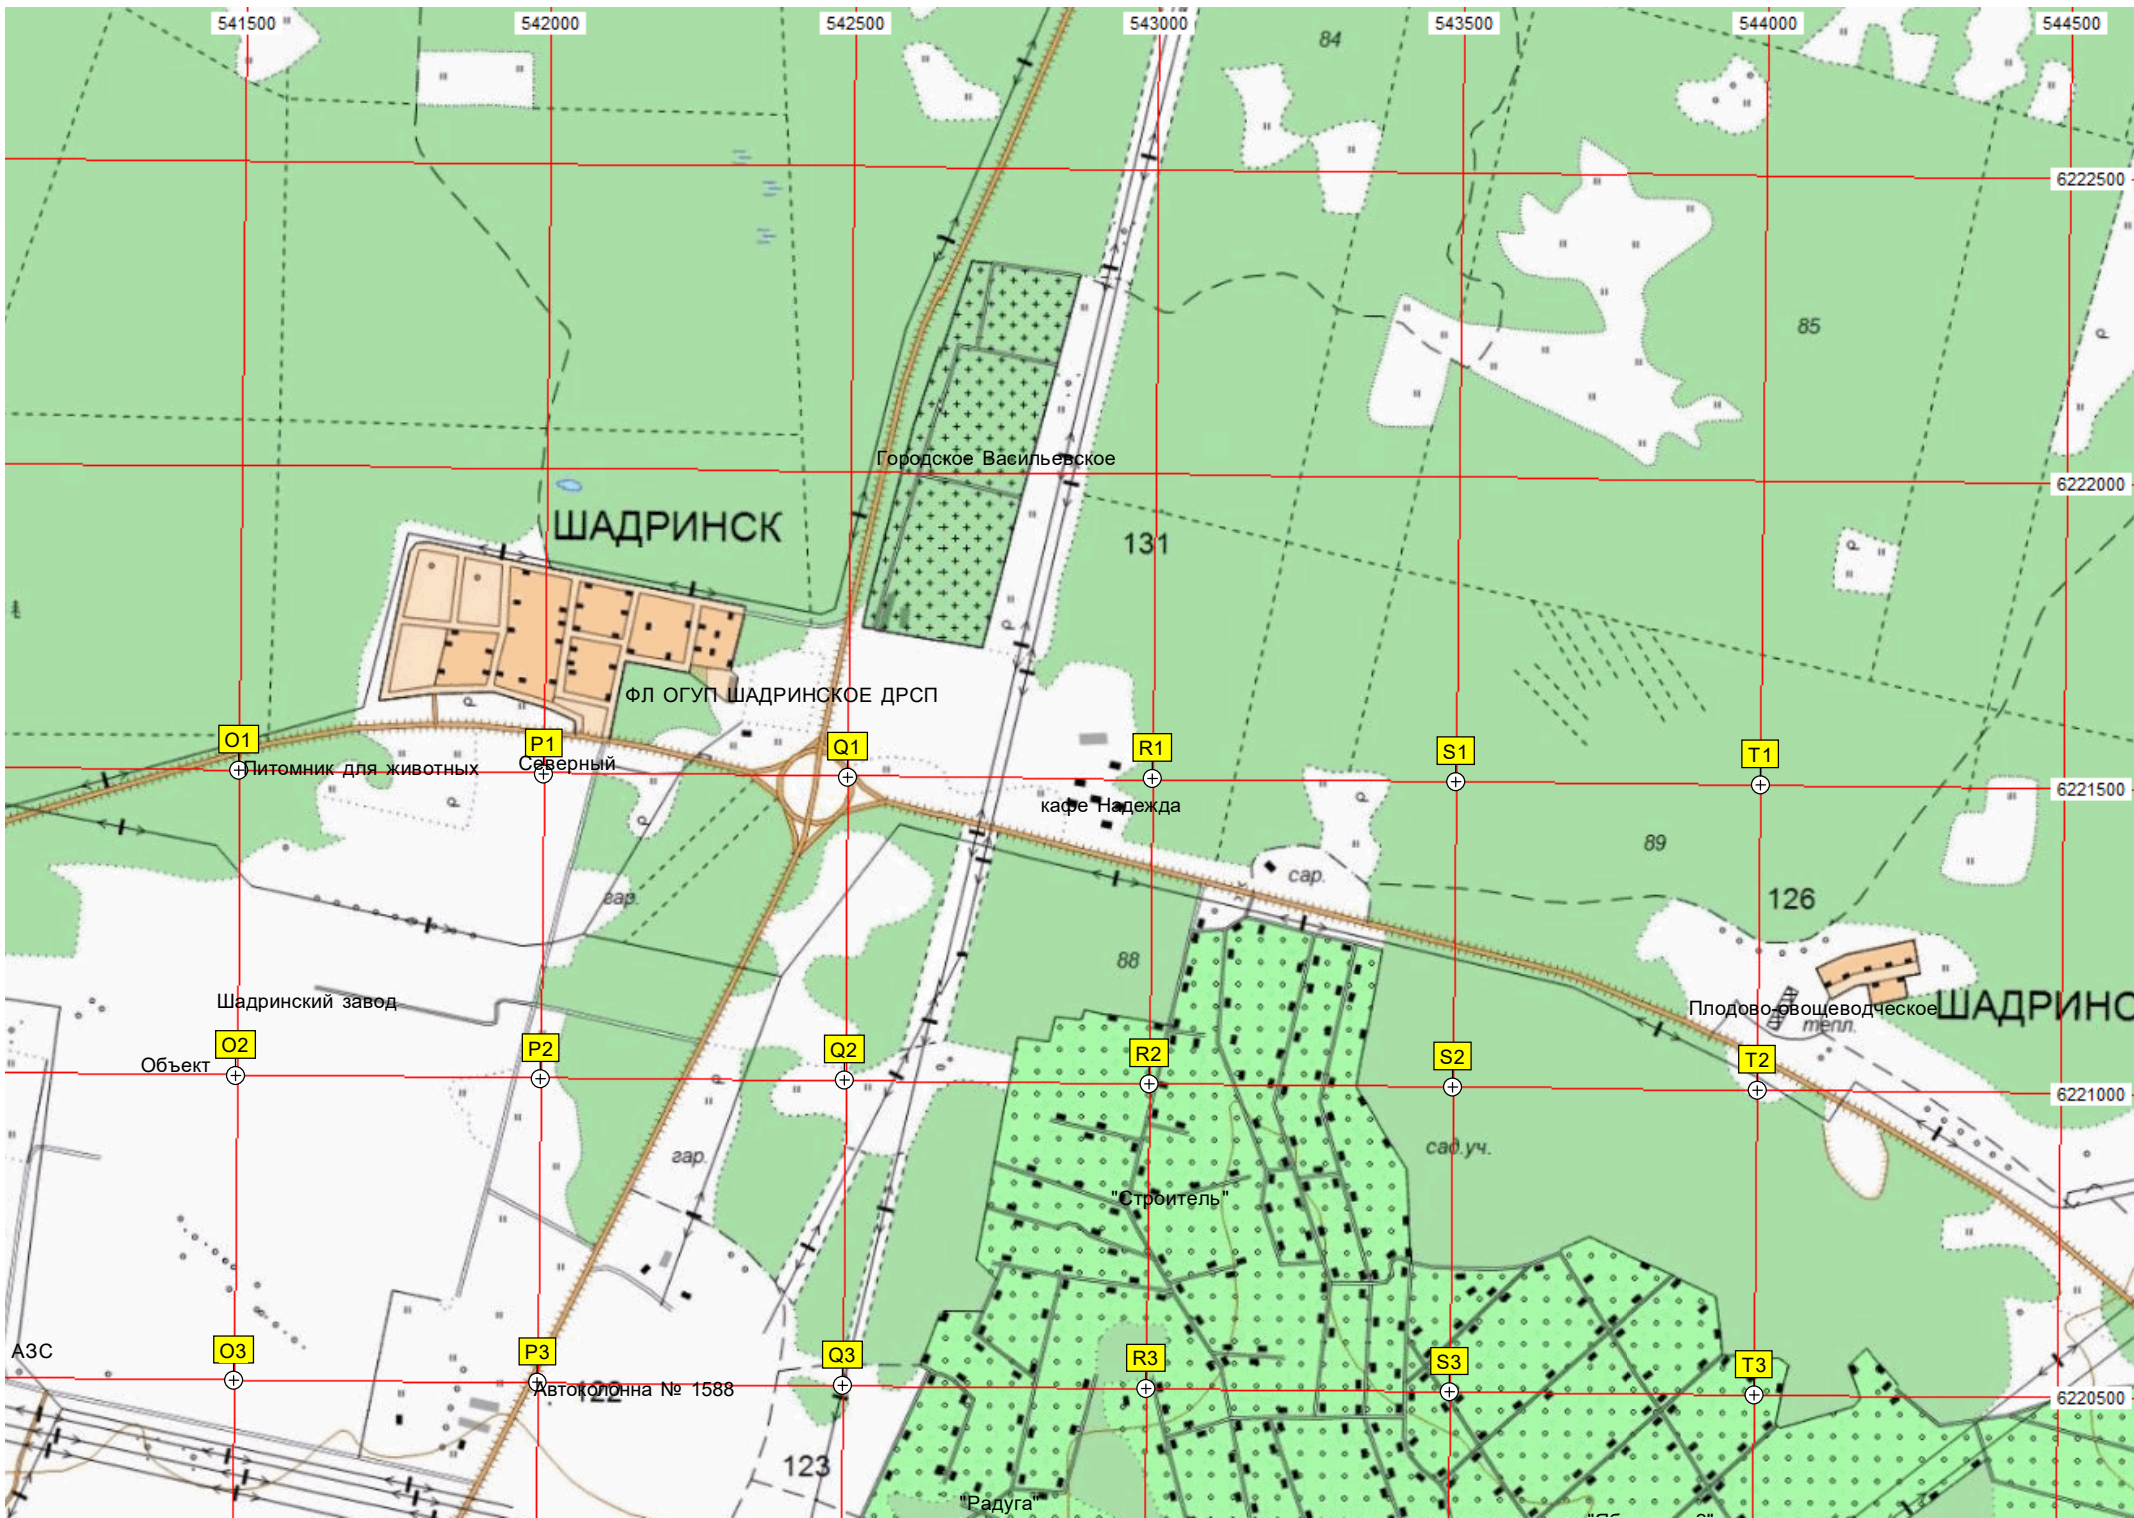 541500 542000 542500 543000 543500 544000 544500
84
6222500
85
Городское Васильевское
6222000
ШАДРИНСК
131
ФЛ ОГУП ШАДРИНСКОЕ ДРСП
O1 P1 Q1 R1 S1 T1
Питомник для животных
Северный
6221500
кафе Надежда
89
сар.
гар.
126
88
Шадринский завод
Плодово-овощеводческое
ШАДРИНС
тепл.
O2 P2 Q2 R2 S2 T2
Объект
6221000
сад.уч.
гар.
"Строитель"
АЗС
O3 P3 Q3 R3 S3 T3
Автоколонна № 1588
122
6220500
123
"Радуга"